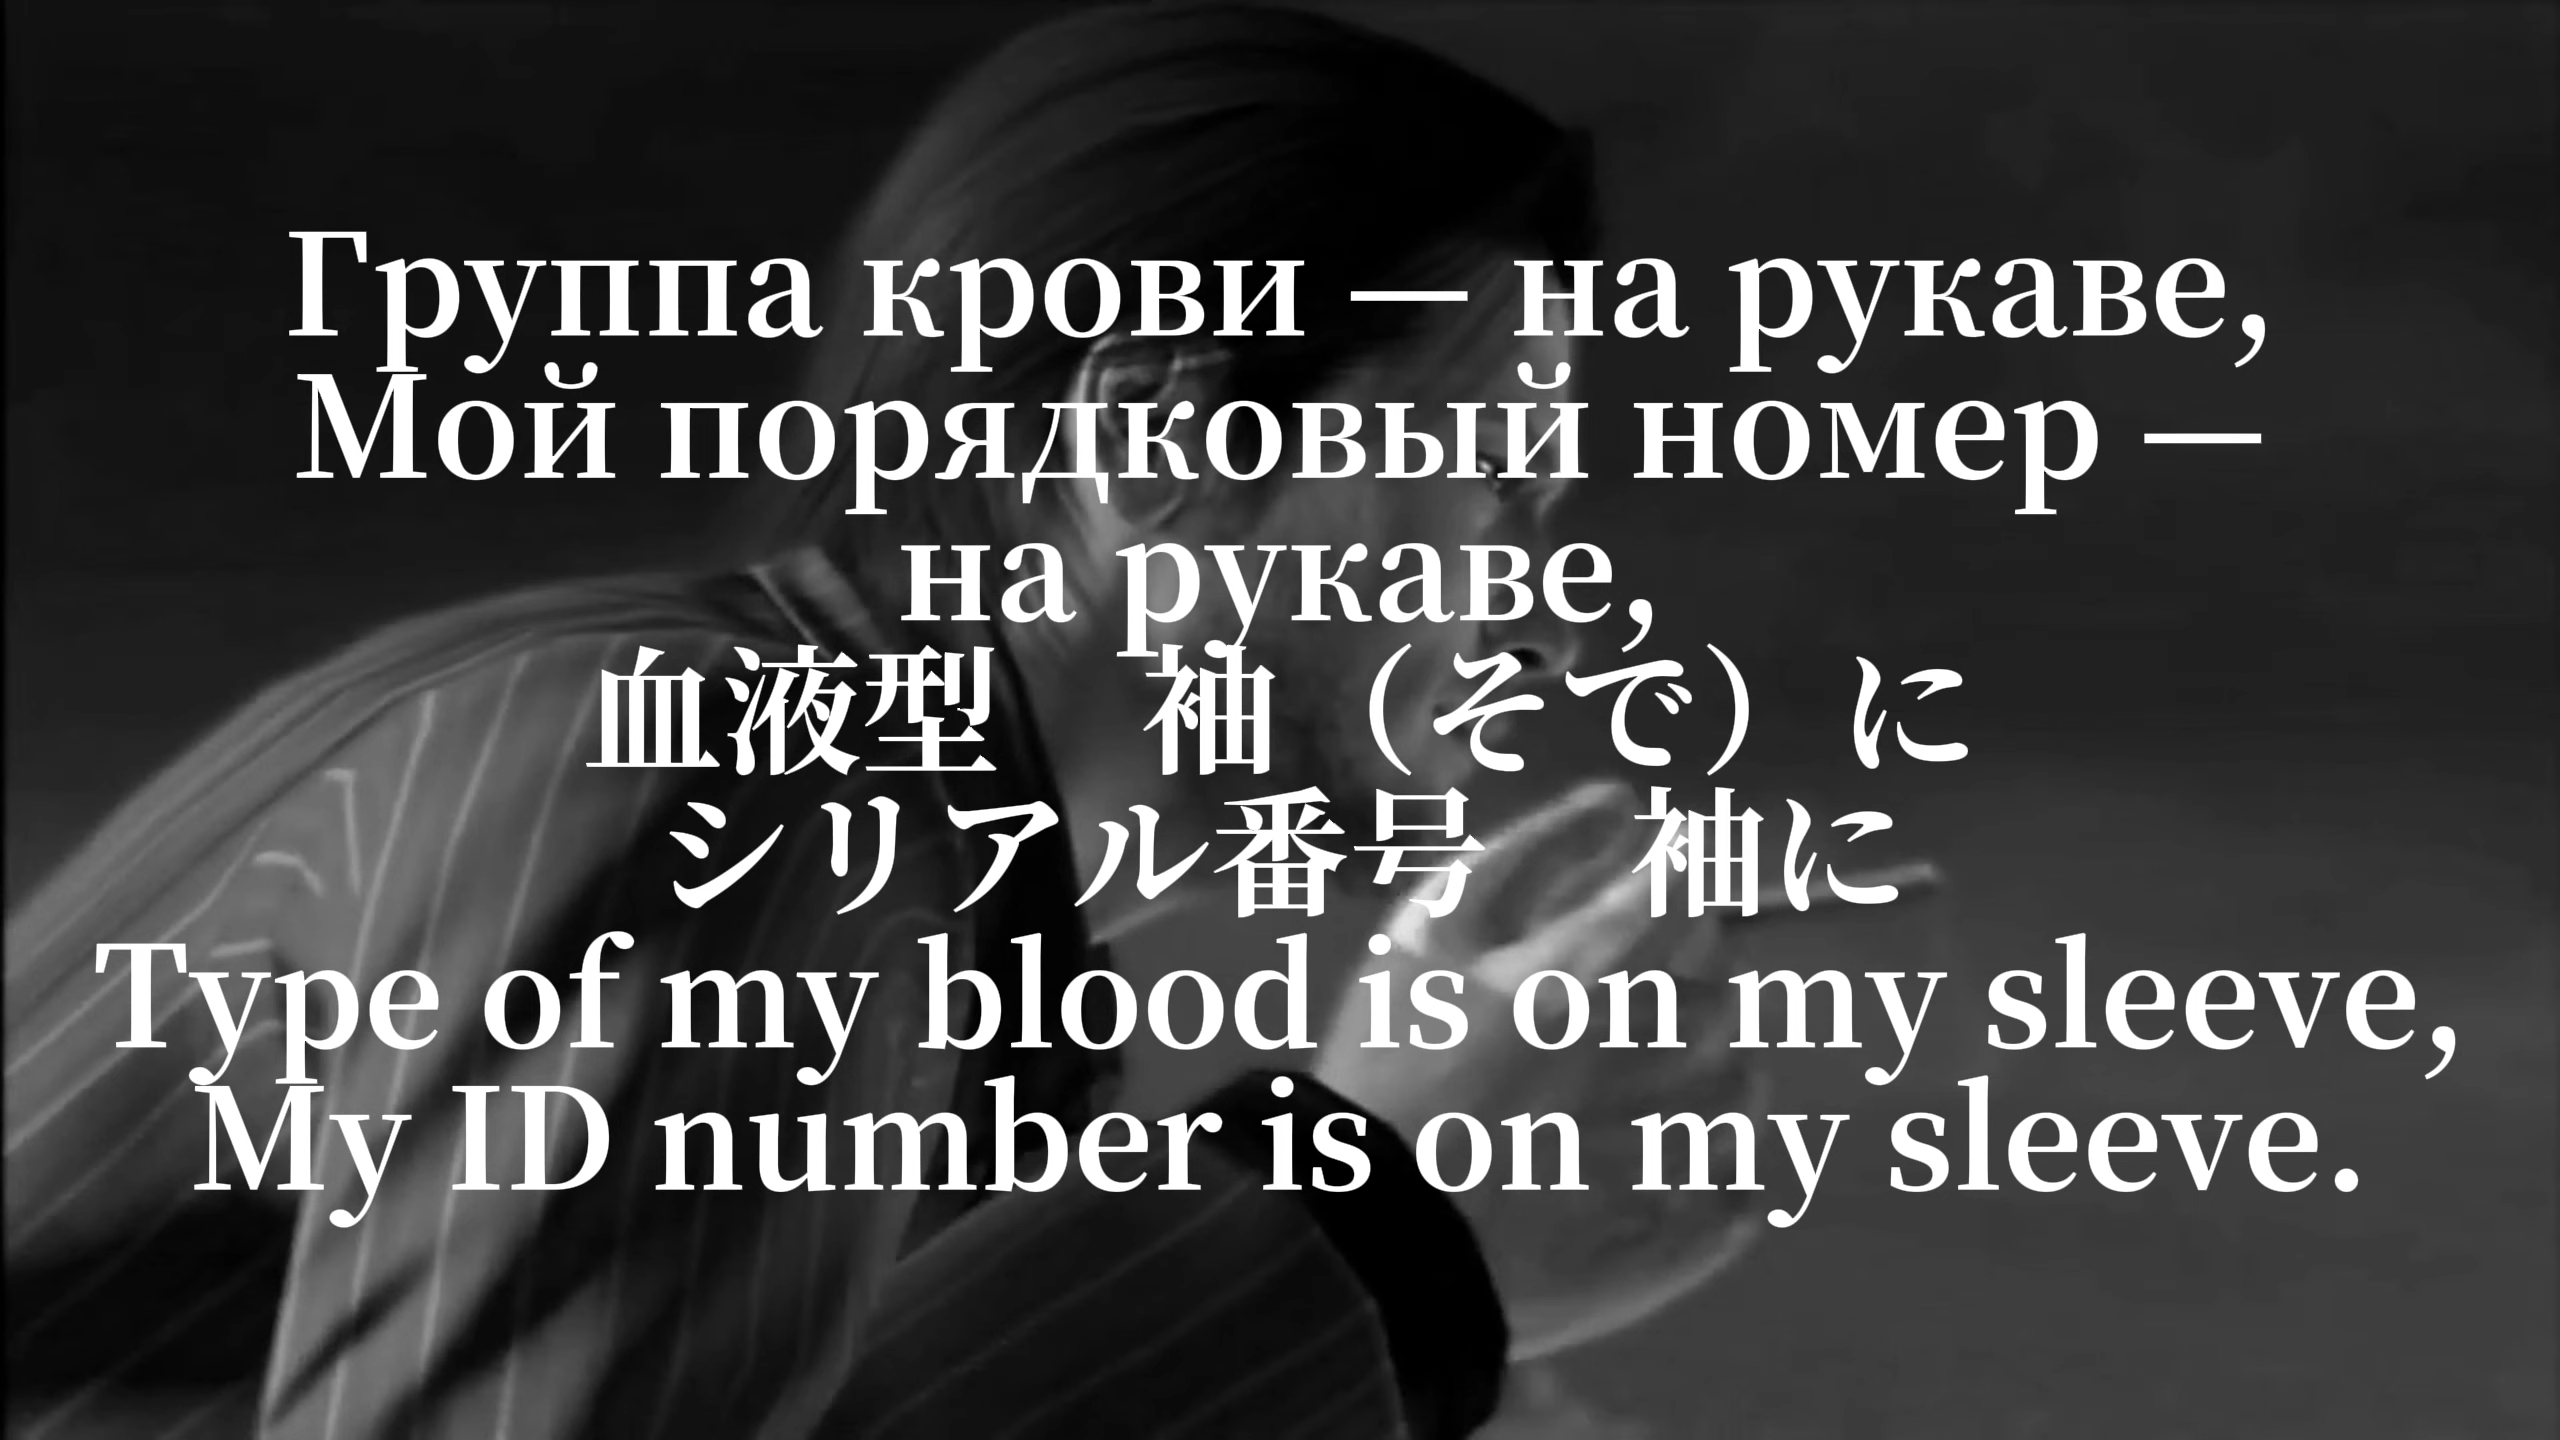 Группа крови — на рукаве,
Мой порядковый номер —
на рукаве,
血液型　袖（そで）に
シリアル番号　袖に
Type of my blood is on my sleeve,
My ID number is on my sleeve.